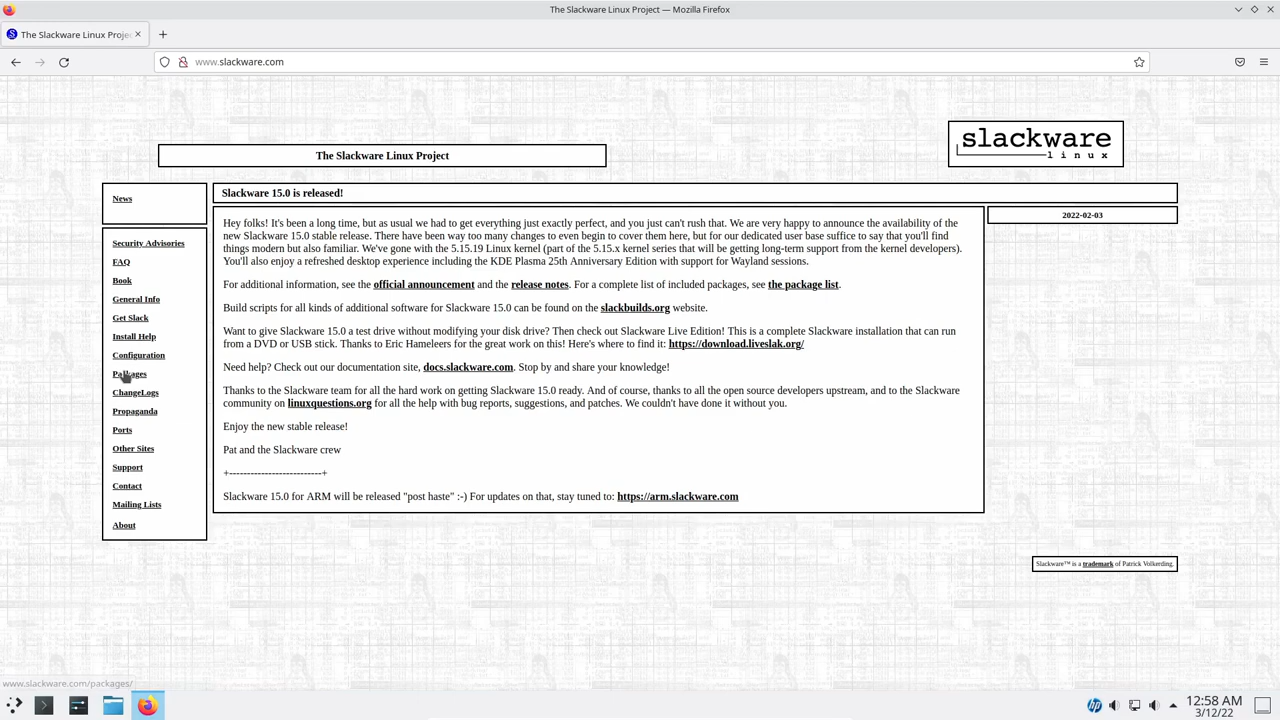 The Slackware Linux Project — Mozilla Firefox
The Slackware Linux Proje
www.slackware.com
The Slackware Linux Project
slackware
linux
News
Security Advisories
FAQ
Book
General Info
Get Slack
Install Help
Configuration
Packages
ChangeLogs
Propaganda
Ports
Other Sites
Support
Contact
Mailing Lists
About
Slackware 15.0 is released!
2022-02-03
Hey folks! It's been a long time, but as usual we had to get everything just exactly perfect, and you just can't rush that. We are very happy to announce the availability of the
new Slackware 15.0 stable release. There have been way too many changes to even begin to cover them here, but for our dedicated user base suffice to say that you'll find
things modern but also familiar. We've gone with the 5.15.19 Linux kernel (part of the 5.15.x kernel series that will be getting long-term support from the kernel developers).
You'll also enjoy a refreshed desktop experience including the KDE Plasma 25th Anniversary Edition with support for Wayland sessions.
For additional information, see the official announcement and the release notes. For a complete list of included packages, see the package list.
Build scripts for all kinds of additional software for Slackware 15.0 can be found on the slackbuilds.org website.
Want to give Slackware 15.0 a test drive without modifying your disk drive? Then check out Slackware Live Edition! This is a complete Slackware installation that can run
from a DVD or USB stick. Thanks to Eric Hameleers for the great work on this! Here's where to find it: https://download.liveslak.org/
Need help? Check out our documentation site, docs.slackware.com. Stop by and share your knowledge!
Thanks to the Slackware team for all the hard work on getting Slackware 15.0 ready. And of course, thanks to all the open source developers upstream, and to the Slackware
community on linuxquestions.org for all the help with bug reports, suggestions, and patches. We couldn't have done it without you.
Enjoy the new stable release!
Pat and the Slackware crew
+--------------------------+
Slackware 15.0 for ARM will be released "post haste" :-) For updates on that, stay tuned to: https://arm.slackware.com
Slackware™ is a trademark of Patrick Volkerding.
www.slackware.com/packages/
hp
12:58 AM
3/12/22